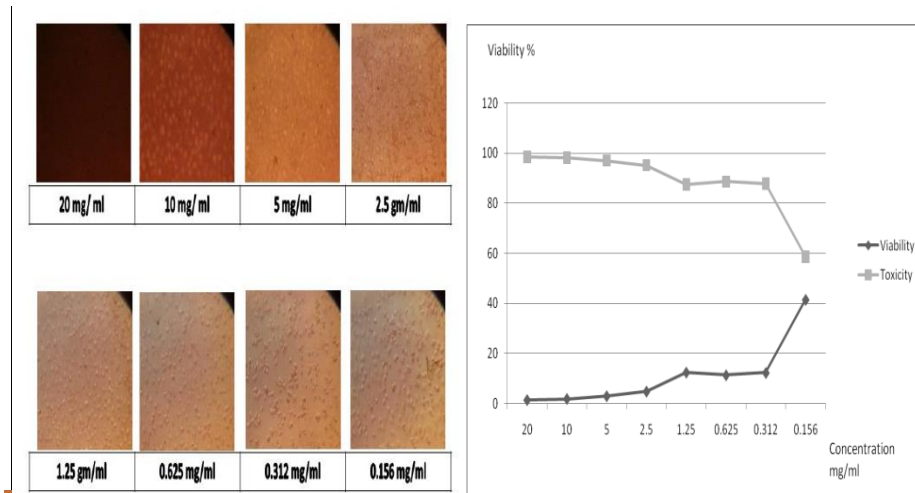 20 mg/ ml
10 mg/ ml
5 mg/ml
2.5 gm/ml
1.25 gm/ml
0.625 mg/ml
0.312 mg/ml
0.156 mg/ml
Viability %
120
100
80
60
40
20
0
20 10 5 2.5 1.25 0.625 0.312 0.156
Concentration
mg/ml
Viability
Toxicity